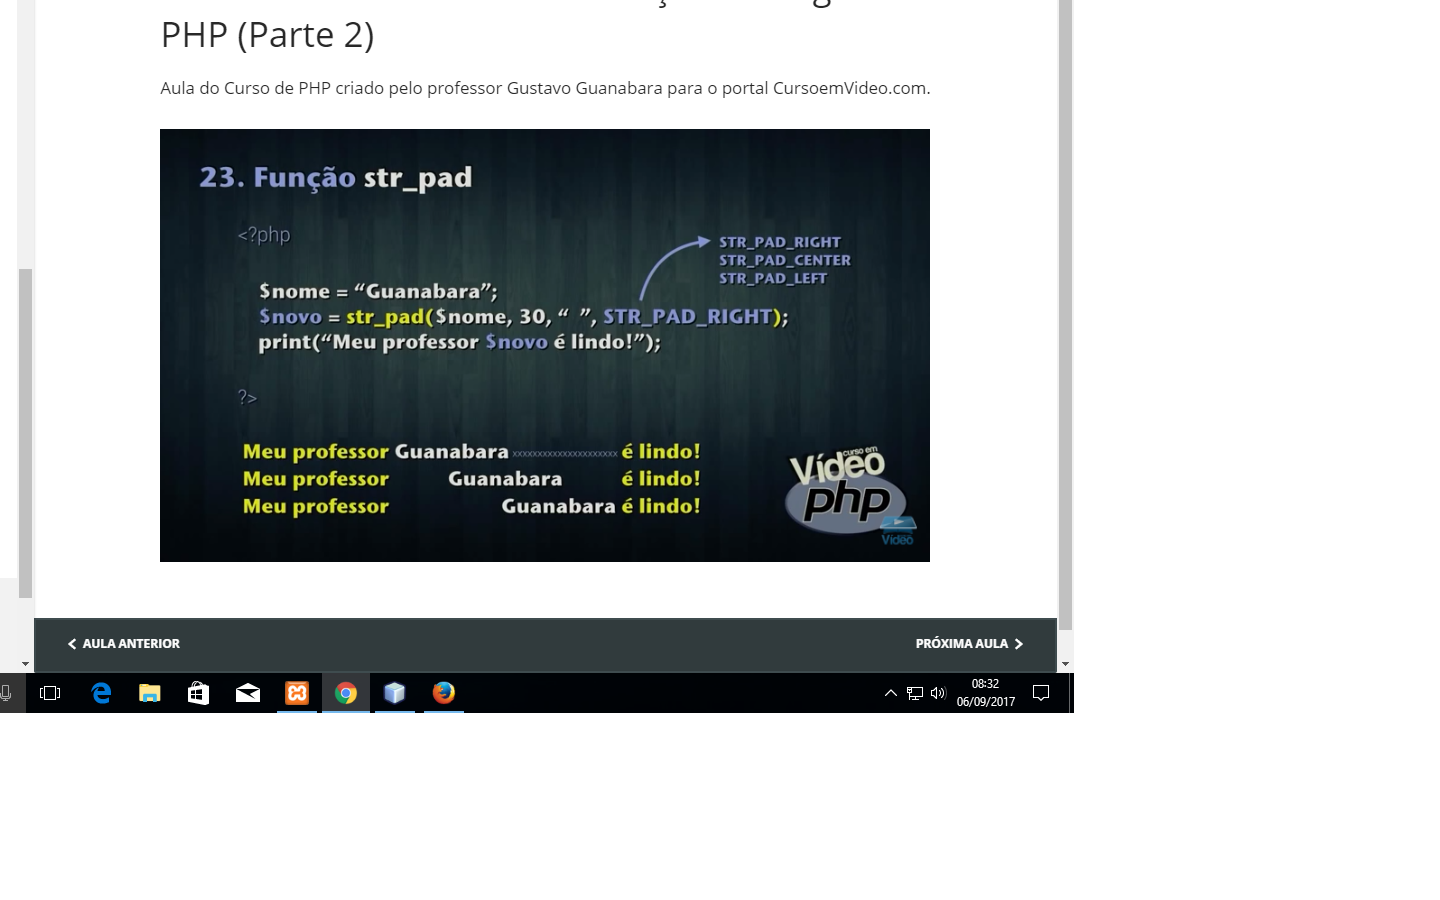 PHP (Parte 2)
Aula do Curso de PHP criado pelo professor Gustavo Guanabara para o portal CursoemVideo.com.
23. Função str_pad
<?php
STR_PAD_RIGHT
STR_PAD_CENTER
STR_PAD_LEFT
$nome = “Guanabara”;
$novo = str_pad($nome, 30, “ ”, STR_PAD_RIGHT);
print(“Meu professor $novo é lindo!”);
?>
Meu professor Guanabara xxxxxxxxxxxxxxxxxxxxx é lindo!
Meu professor Guanabara é lindo!
Meu professor Guanabara é lindo!
curso em
Vídeo
php
Vídeo
AULA ANTERIOR
PRÓXIMA AULA
08:32
06/09/2017